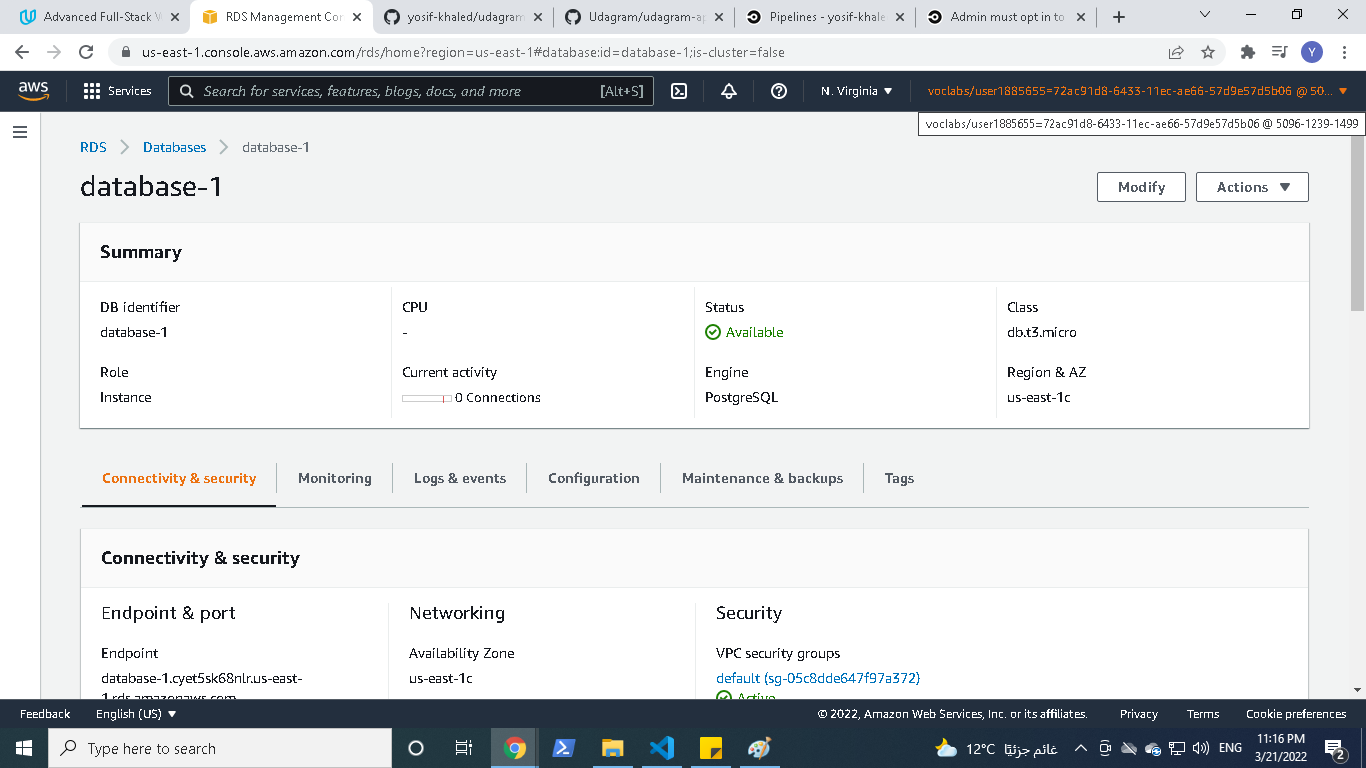 Advanced Full-Stack W
RDS Management Con
yosif-khaled/udagram
Udagram/udagram-ap
Pipelines - yosif-khale
Admin must opt in to
us-east-1.console.aws.amazon.com/rds/home?region=us-east-1#database:id=database-1;is-cluster=false
Y
aws
Services
Search for services, features, blogs, docs, and more
[Alt+S]
N. Virginia
voclabs/user1885655=72ac91d8-6433-11ec-ae66-57d9e57d5b06 @ 50...
voclabs/user1885655=72ac91d8-6433-11ec-ae66-57d9e57d5b06 @ 5096-1239-1499
RDS > Databases > database-1
database-1
Modify
Actions
Summary
DB identifier
CPU
Status
Class
database-1
-
Available
db.t3.micro
Role
Current activity
Engine
Region & AZ
Instance
0 Connections
PostgreSQL
us-east-1c
Connectivity & security
Monitoring
Logs & events
Configuration
Maintenance & backups
Tags
Connectivity & security
Endpoint & port
Networking
Security
Endpoint
Availability Zone
VPC security groups
database-1.cyet5sk68nlr.us-east-
us-east-1c
default (sg-05c8dde647f97a372)
1.rds.amazonaws.com
Active
Feedback
English (US)
© 2022, Amazon Web Services, Inc. or its affiliates.
Privacy
Terms
Cookie preferences
Type here to search
12°C
غائم جزئيًا
ENG
11:16 PM
3/21/2022
2